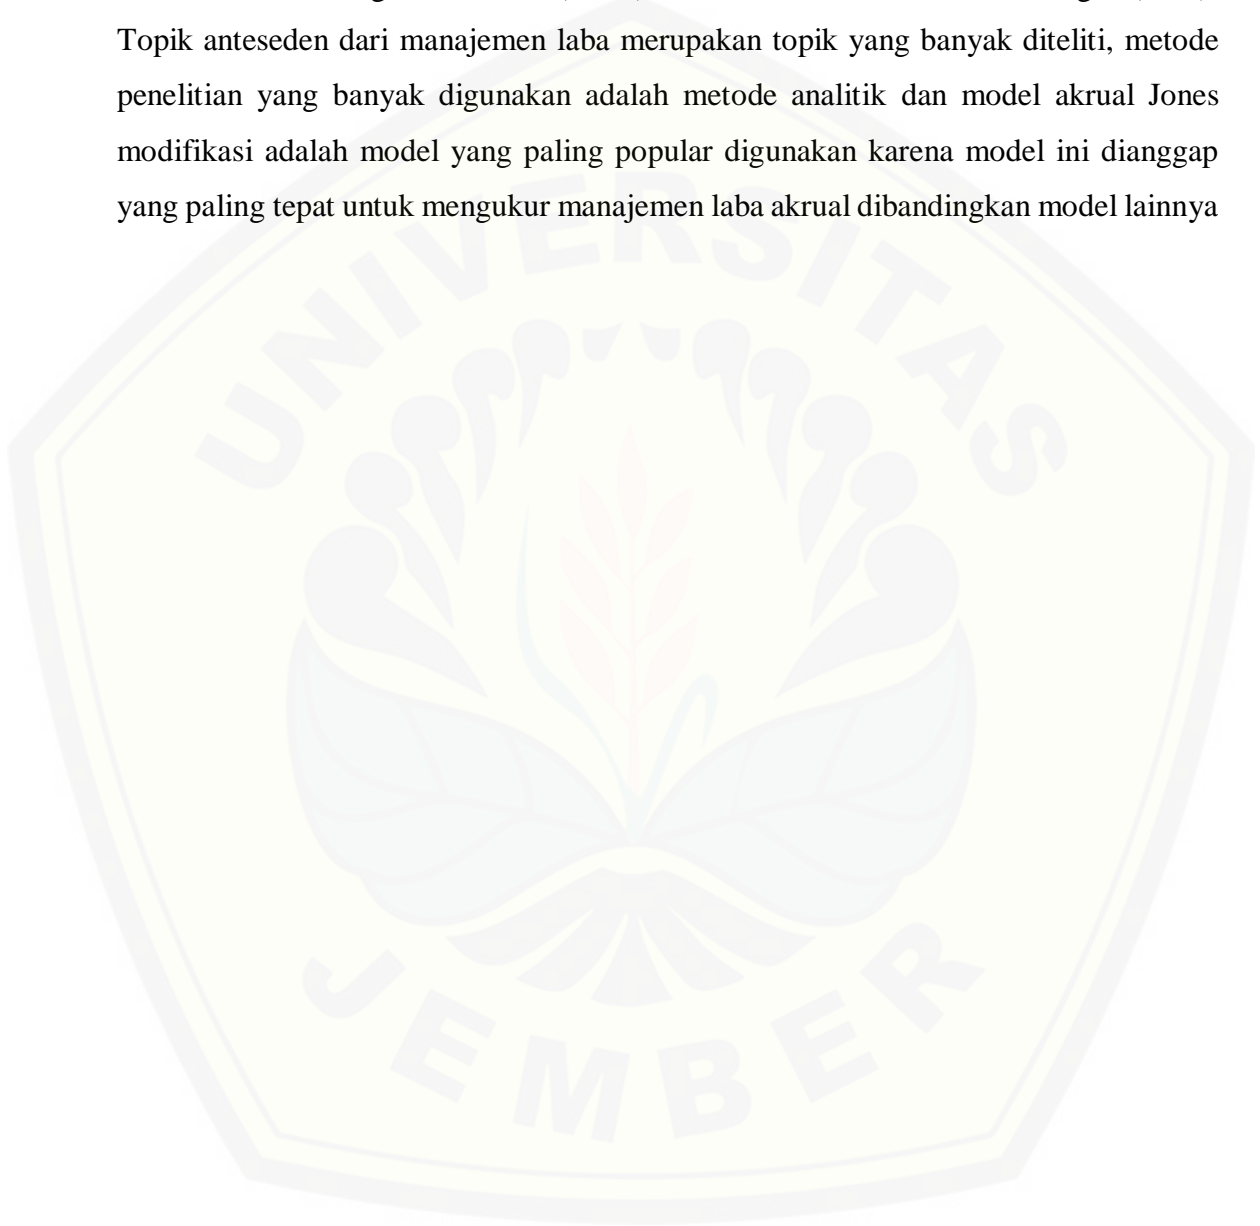 Topik anteseden dari manajemen laba merupakan topik yang banyak diteliti, metode
penelitian yang banyak digunakan adalah metode analitik dan model akrual Jones
modifikasi adalah model yang paling popular digunakan karena model ini dianggap
yang paling tepat untuk mengukur manajemen laba akrual dibandingkan model lainnya
UNIVERSITAS
JEMBER